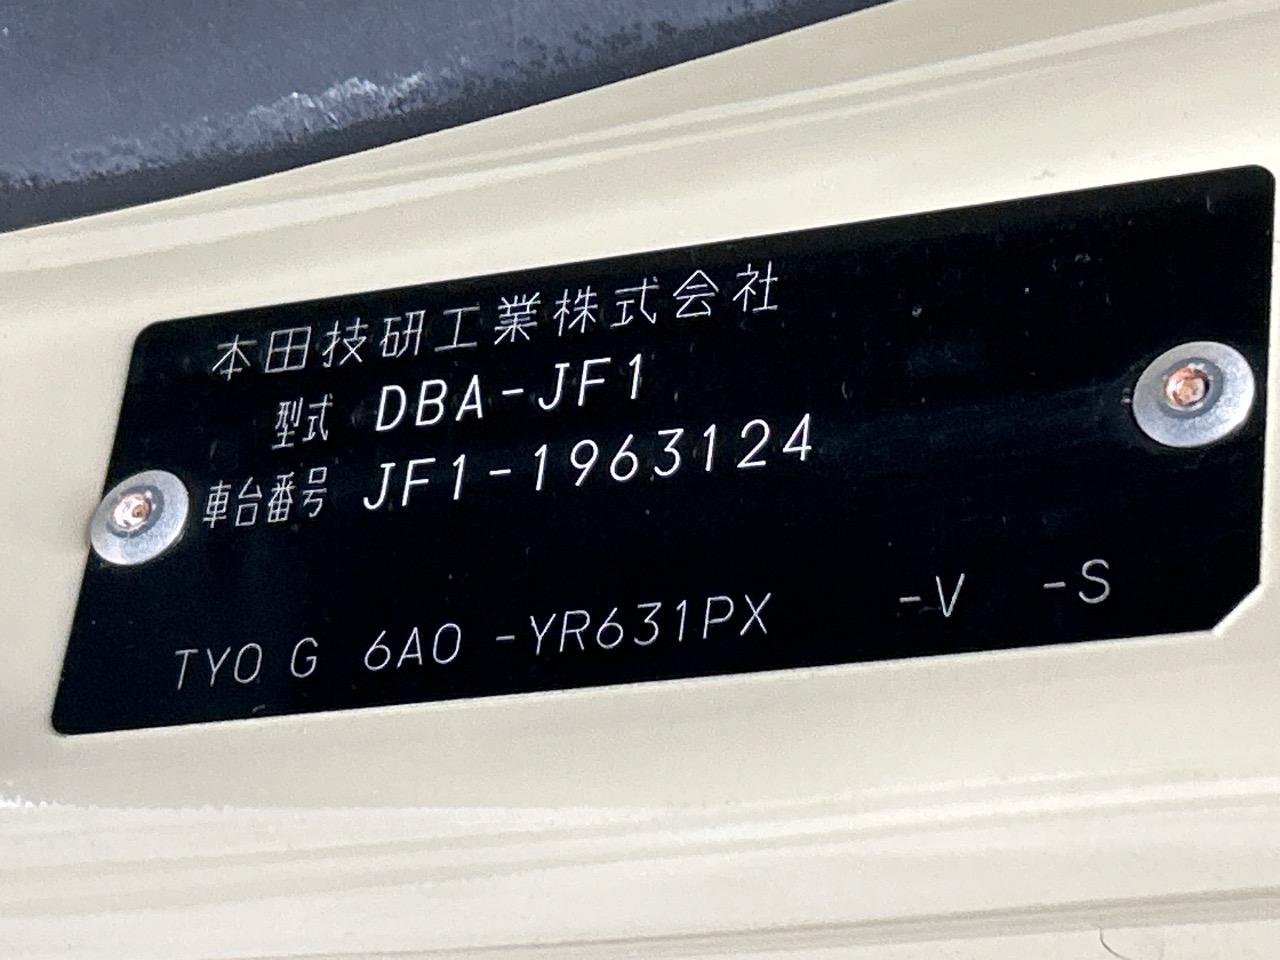 本田技研工業株式会社
型式 DBA-JF1
車台番号 JF1-1963124
TYO G 6A0 -YR631PX -V -S